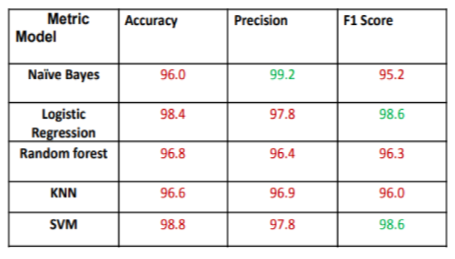 Metric Model Accuracy Precision F1 Score
Naïve Bayes 96.0 99.2 95.2
Logistic Regression 98.4 97.8 98.6
Random forest 96.8 96.4 96.3
KNN 96.6 96.9 96.0
SVM 98.8 97.8 98.6